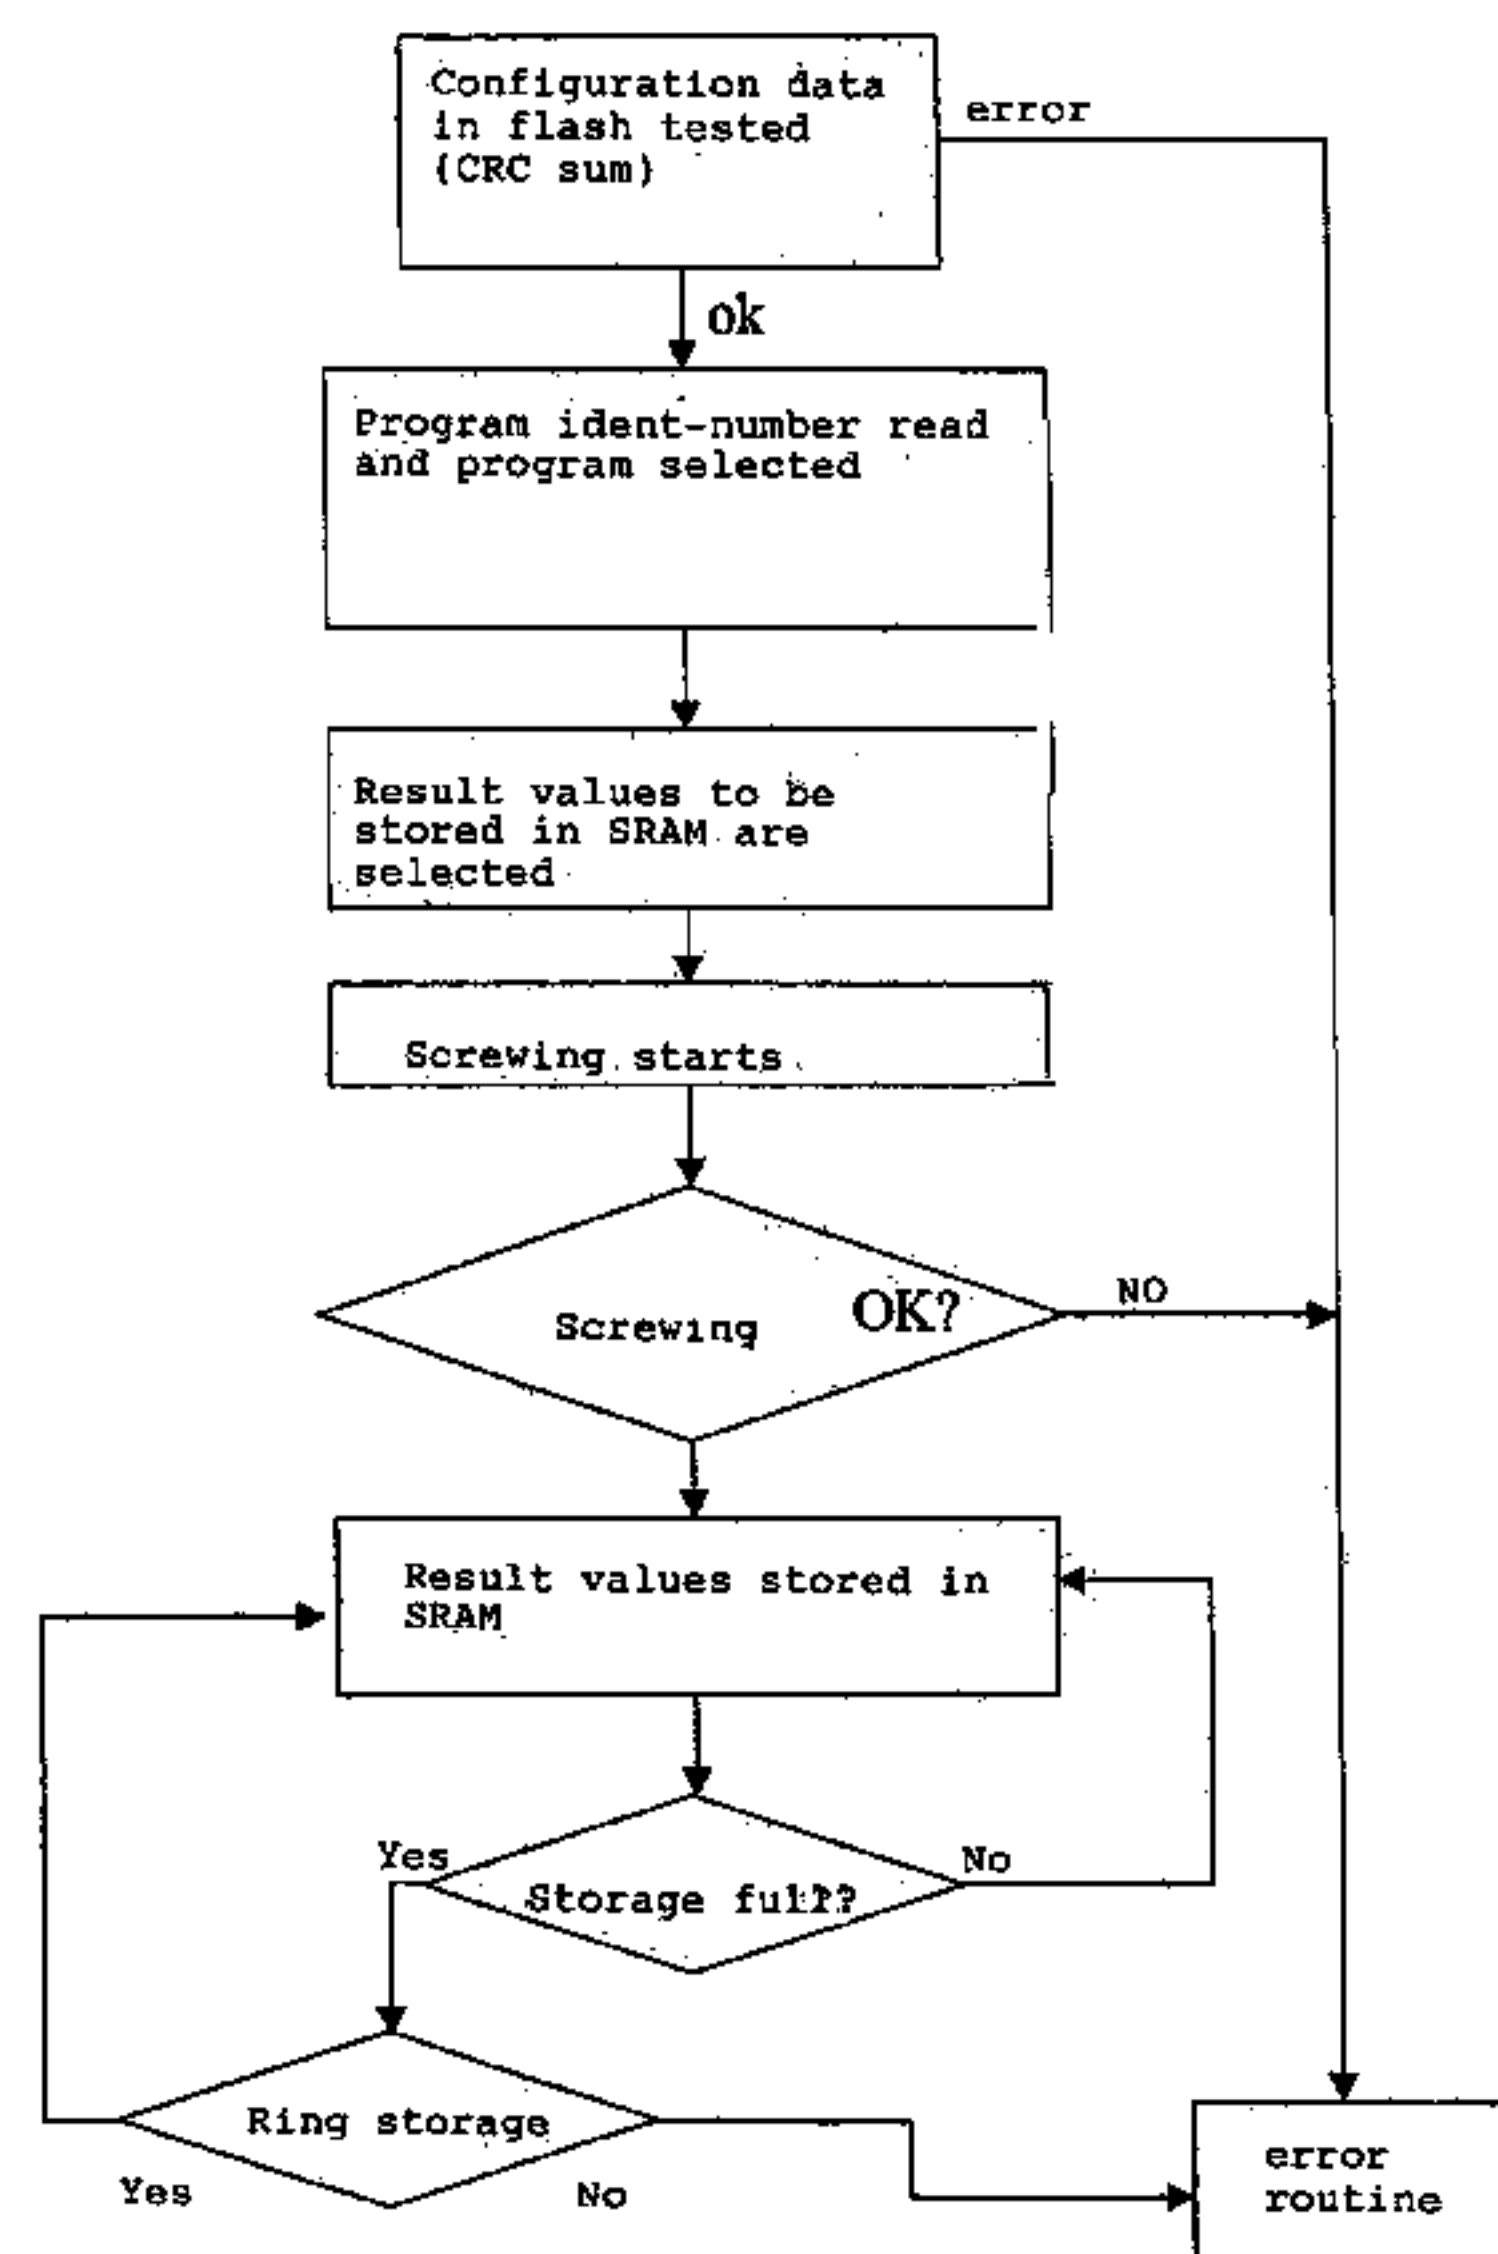 Configuration data
in flash tested
(CRC sum)
error
ok
Program ident-number read
and program selected
Result values to be
stored in SRAM are
selected
Screwing starts
Screwing OK?
NO
Result values stored in
SRAM
Yes
No
Storage full?
Ring storage
Yes
No
error
routine